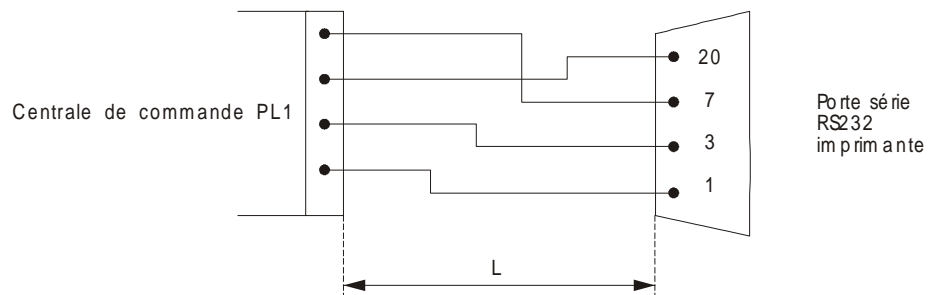 Centrale de commande PL1
20
7
3
1
Porte série
RS232
imprimante
L